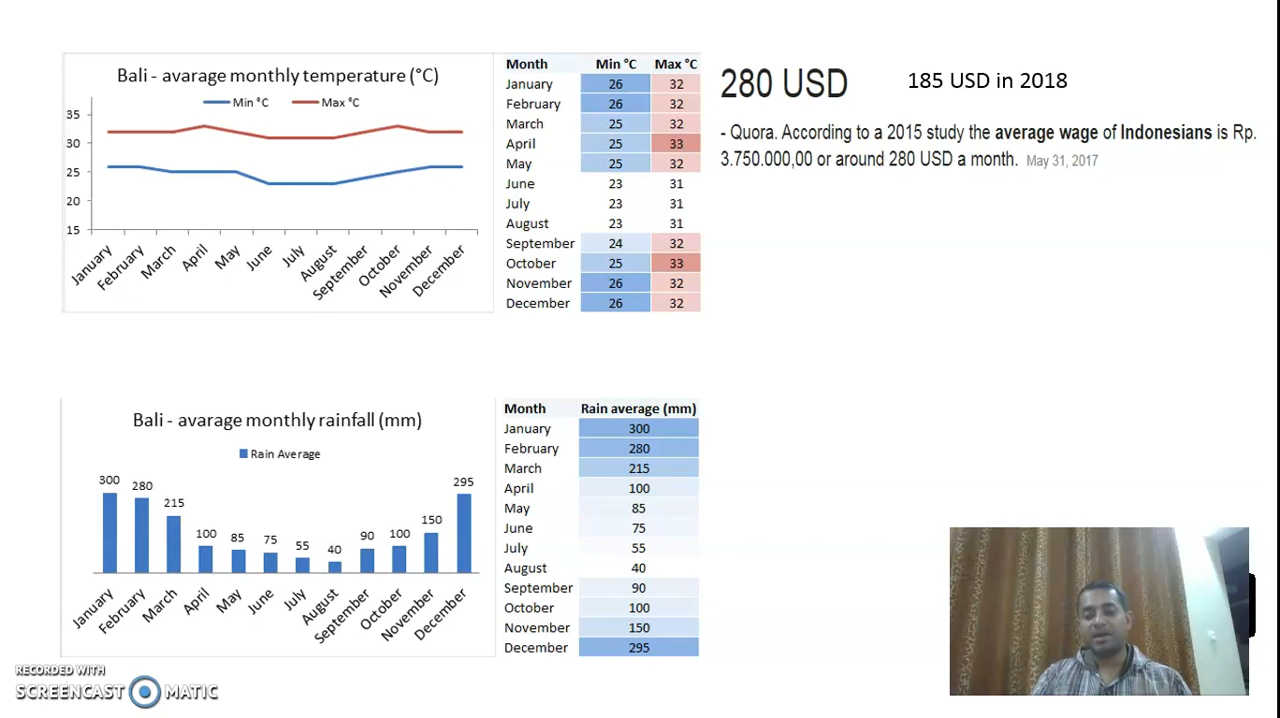 Bali - avarage monthly temperature (°C)
Min °C Max °C
35
30
25
20
15
January February March April May June July August September October November December
Month Min °C Max °C
January 26 32
February 26 32
March 25 32
April 25 33
May 25 32
June 23 31
July 23 31
August 23 31
September 24 32
October 25 33
November 26 32
December 26 32
280 USD 185 USD in 2018
- Quora. According to a 2015 study the average wage of Indonesians is Rp.
3.750.000,00 or around 280 USD a month. May 31, 2017
Bali - avarage monthly rainfall (mm)
Rain Average
300 280 215 100 85 75 55 40 90 100 150 295
January February March April May June July August September October November December
Month Rain average (mm)
January 300
February 280
March 215
April 100
May 85
June 75
July 55
August 40
September 90
October 100
November 150
December 295
RECORDED WITH
SCREENCAST MATIC